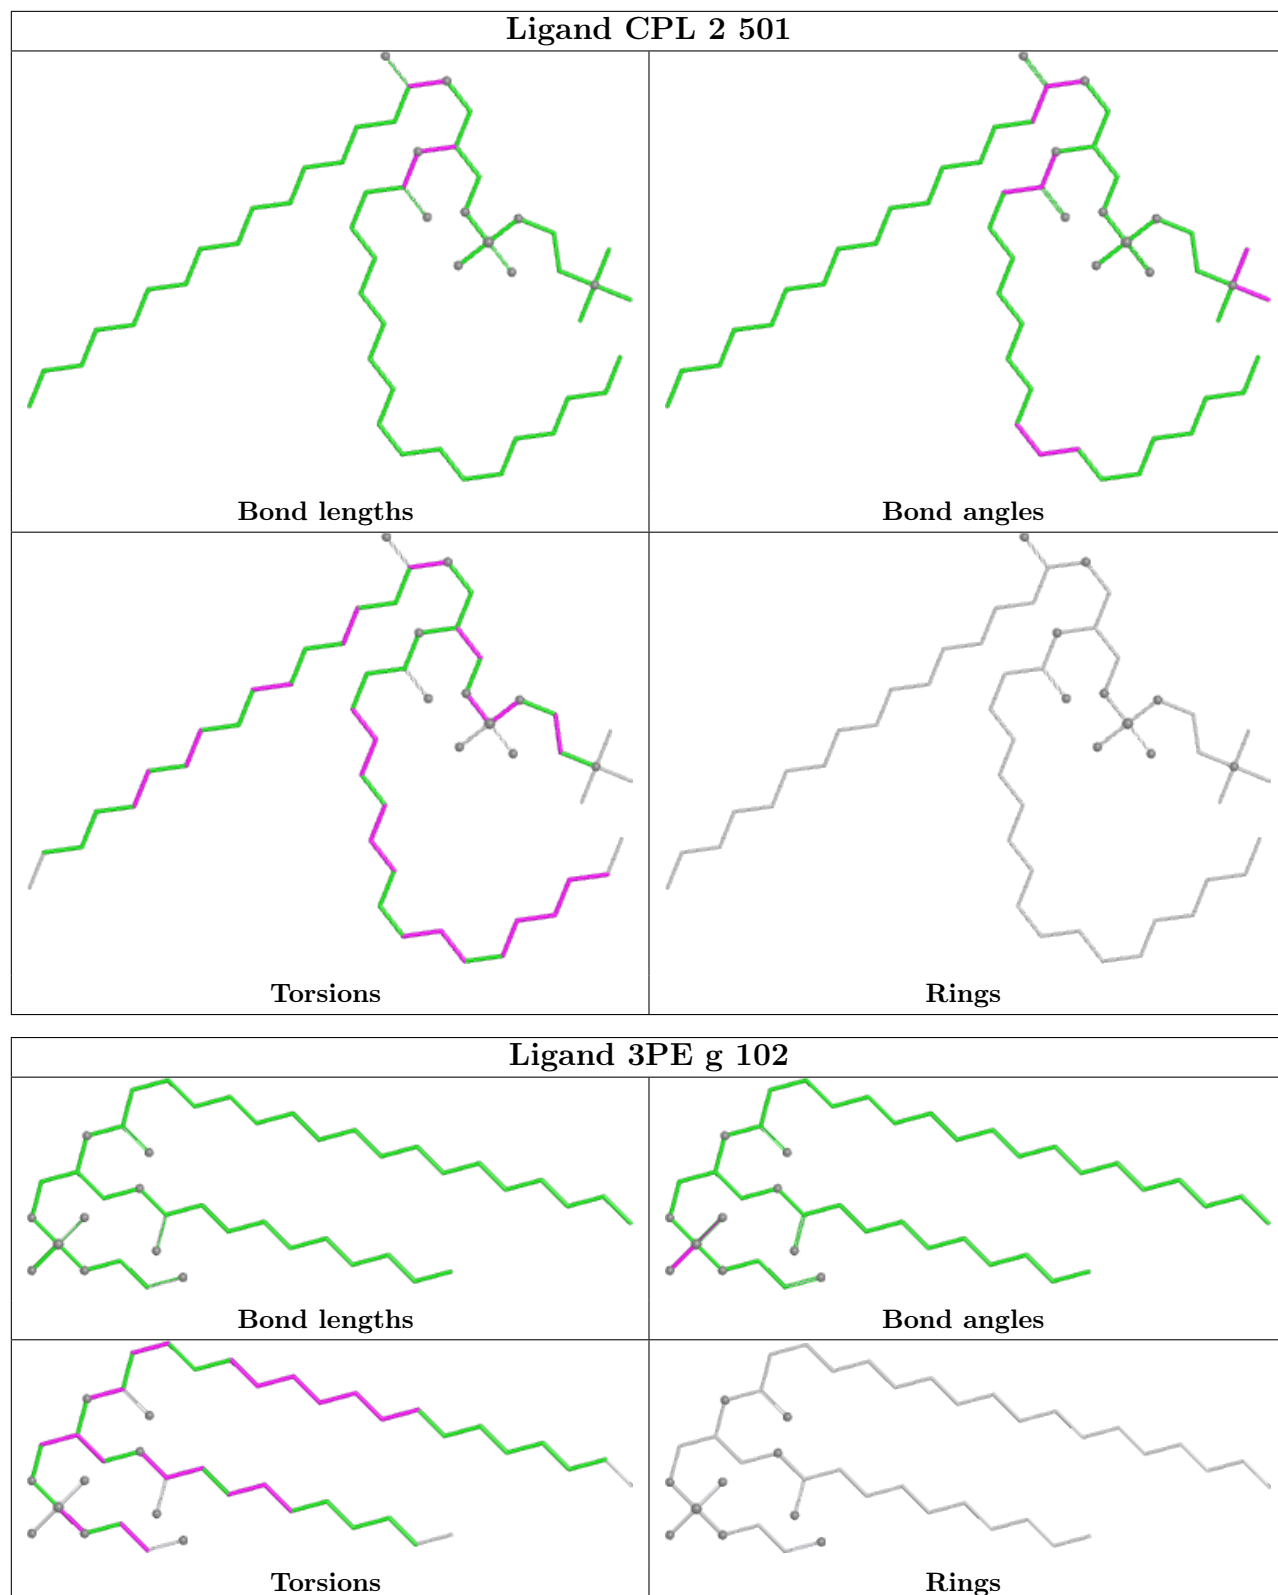 Ligand CPL 2 501
Bond lengths
Bond angles
Torsions
Rings
Ligand 3PE g 102
Bond lengths
Bond angles
Torsions
Rings